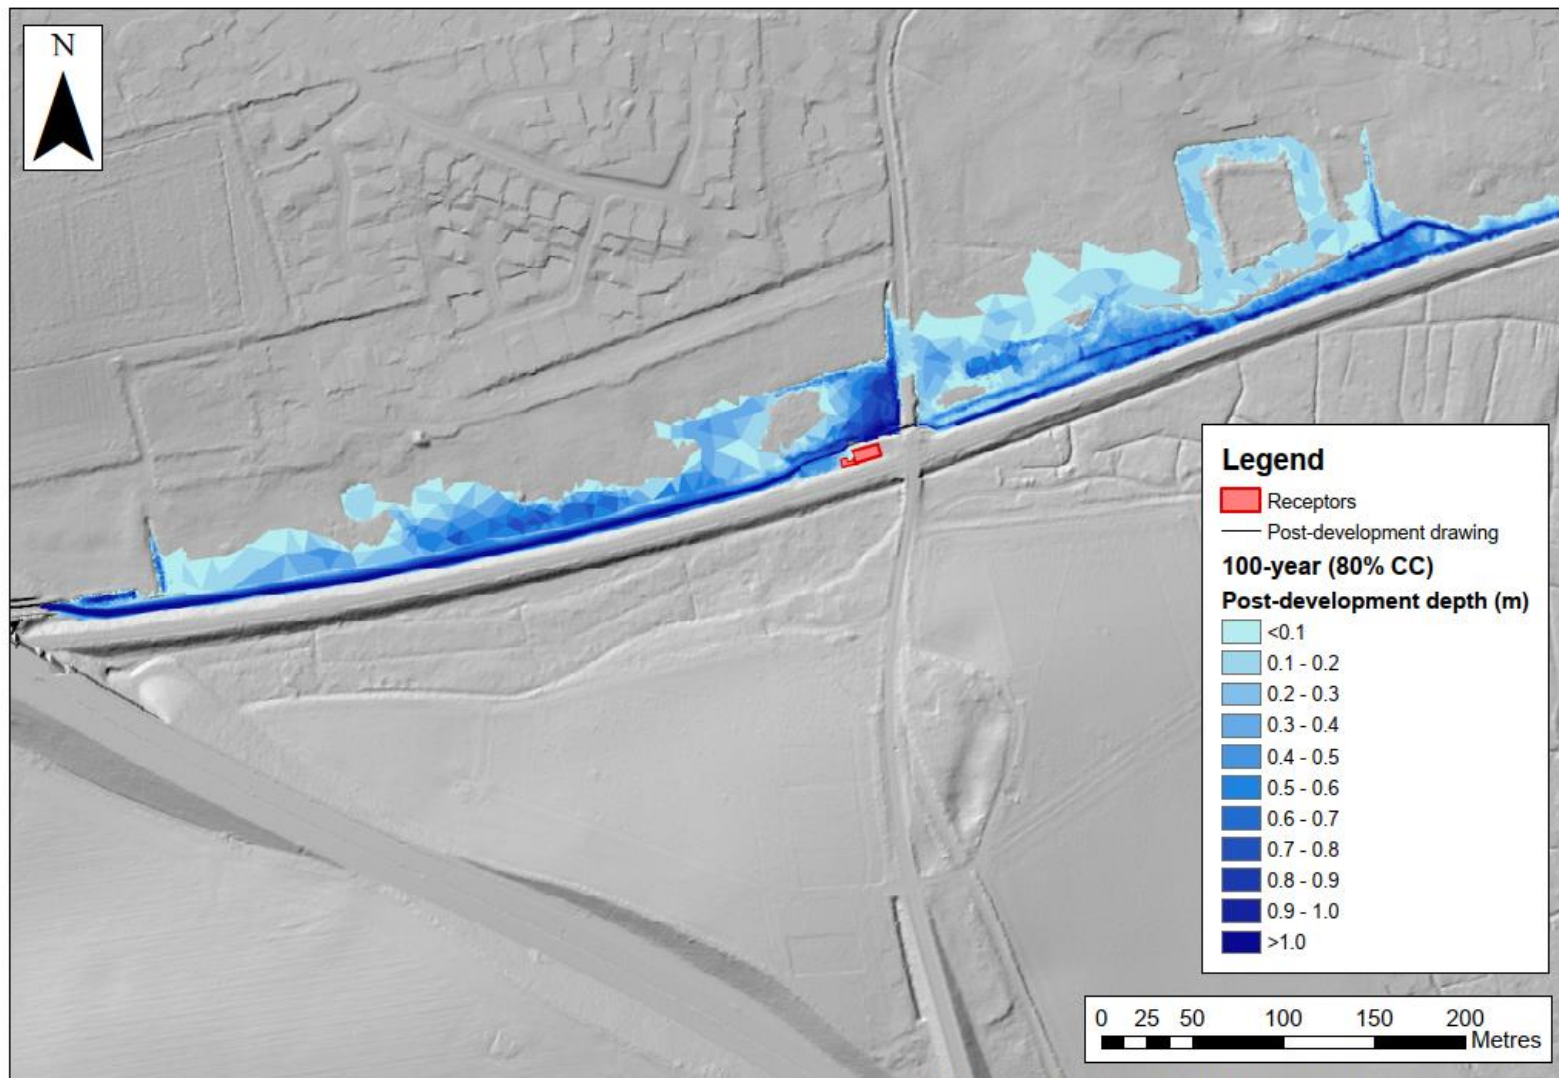 N
Legend
Receptors
Post-development drawing
100-year (80% CC)
Post-development depth (m)
<0.1
0.1 - 0.2
0.2 - 0.3
0.3 - 0.4
0.4 - 0.5
0.5 - 0.6
0.6 - 0.7
0.7 - 0.8
0.8 - 0.9
0.9 - 1.0
>1.0
0 25 50 100 150 200
Metres